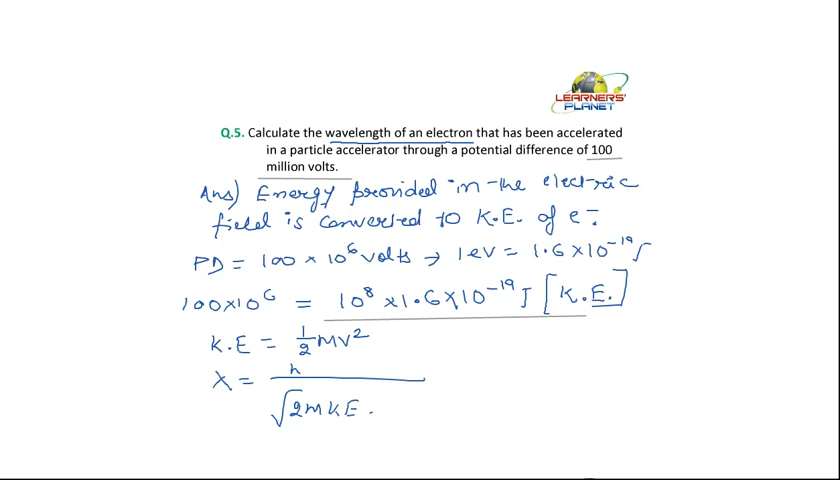 LEARNERS'
PLANET
Q.5. Calculate the wavelength of an electron that has been accelerated
in a particle accelerator through a potential difference of 100
million volts.
Ans) Energy provided in the electric
field is converted to K.E. of e⁻.
PD = 100 × 10⁶ volts → 1eV = 1.6 × 10⁻¹⁹ J
100×10⁶ = 10⁸ × 1.6 × 10⁻¹⁹ J [K.E.]
K.E = 1/2 mv²
λ = h / √2mKE.